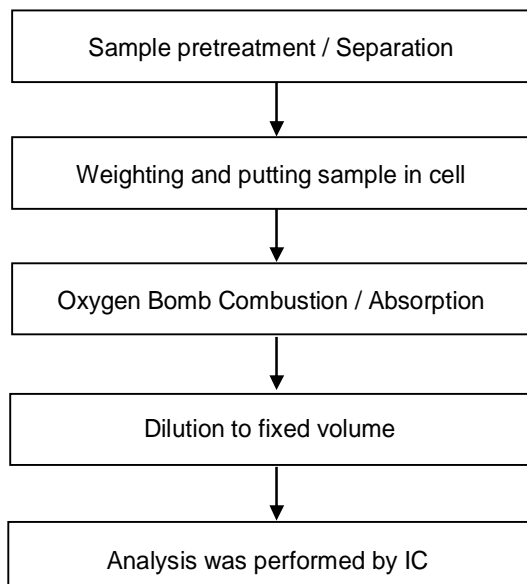 Sample pretreatment / Separation
Weighting and putting sample in cell
Oxygen Bomb Combustion / Absorption
Dilution to fixed volume
Analysis was performed by IC